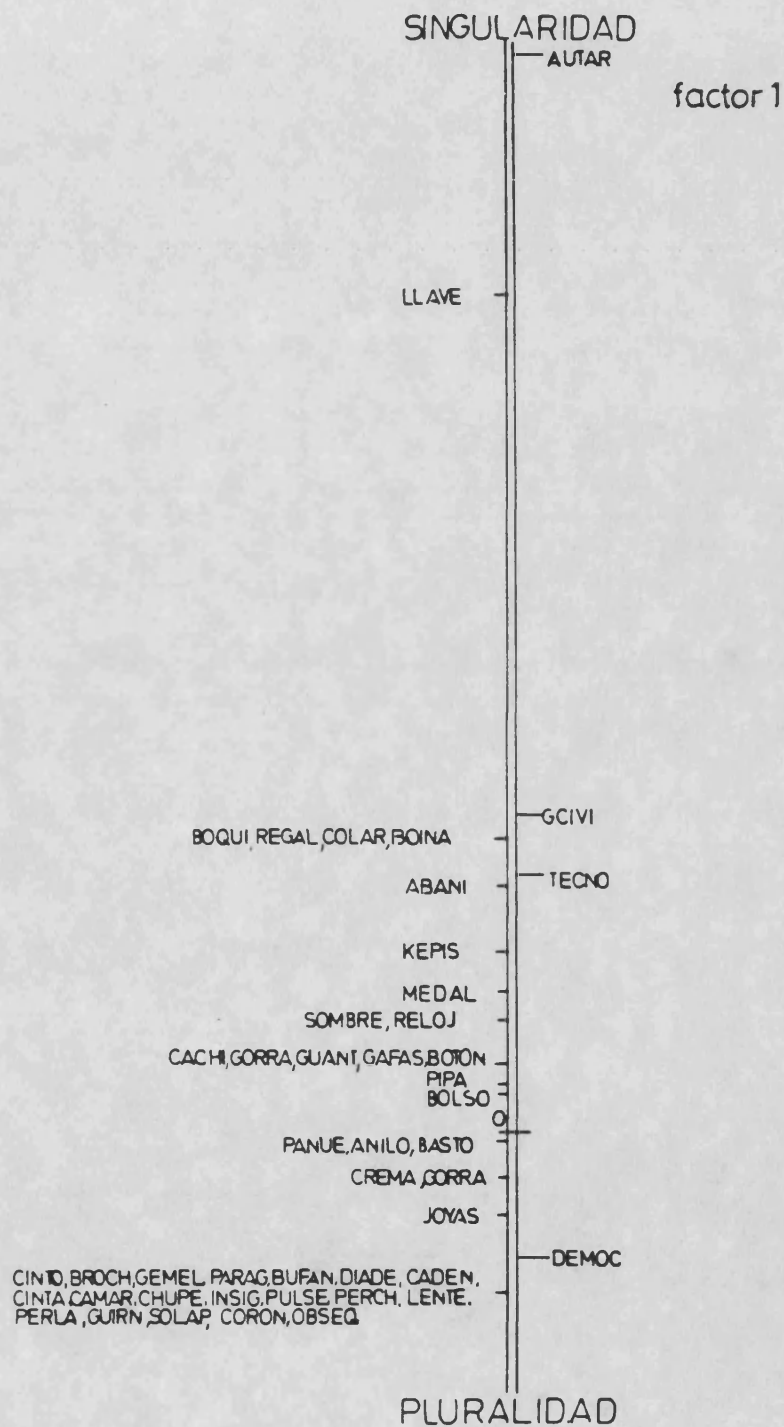 SINGULARIDAD
AUTAR
factor 1
LLAVE
GCIVI
BOQUI, REGAL, COLAR, BOINA
TECNO
ABANI
KEPIS
MEDAL
SOMBRE, RELOJ
CACHI, GORRA, GUANT, GAFAS, BOTON
PIPA
BOLSO
O
PANUE, ANILO, BASTO
CREMA, CORRA
JOYAS
DEMOC
CINTO, BROCH, GEMEL, PARAG, BUFAN, DIADE, CADEN,
CINTA, CAMAR, CHUPE, INSIG, PULSE, PERCH, LENTE,
PERLA, GUIRN, SOLAP, CORON, OBSEQ
PLURALIDAD